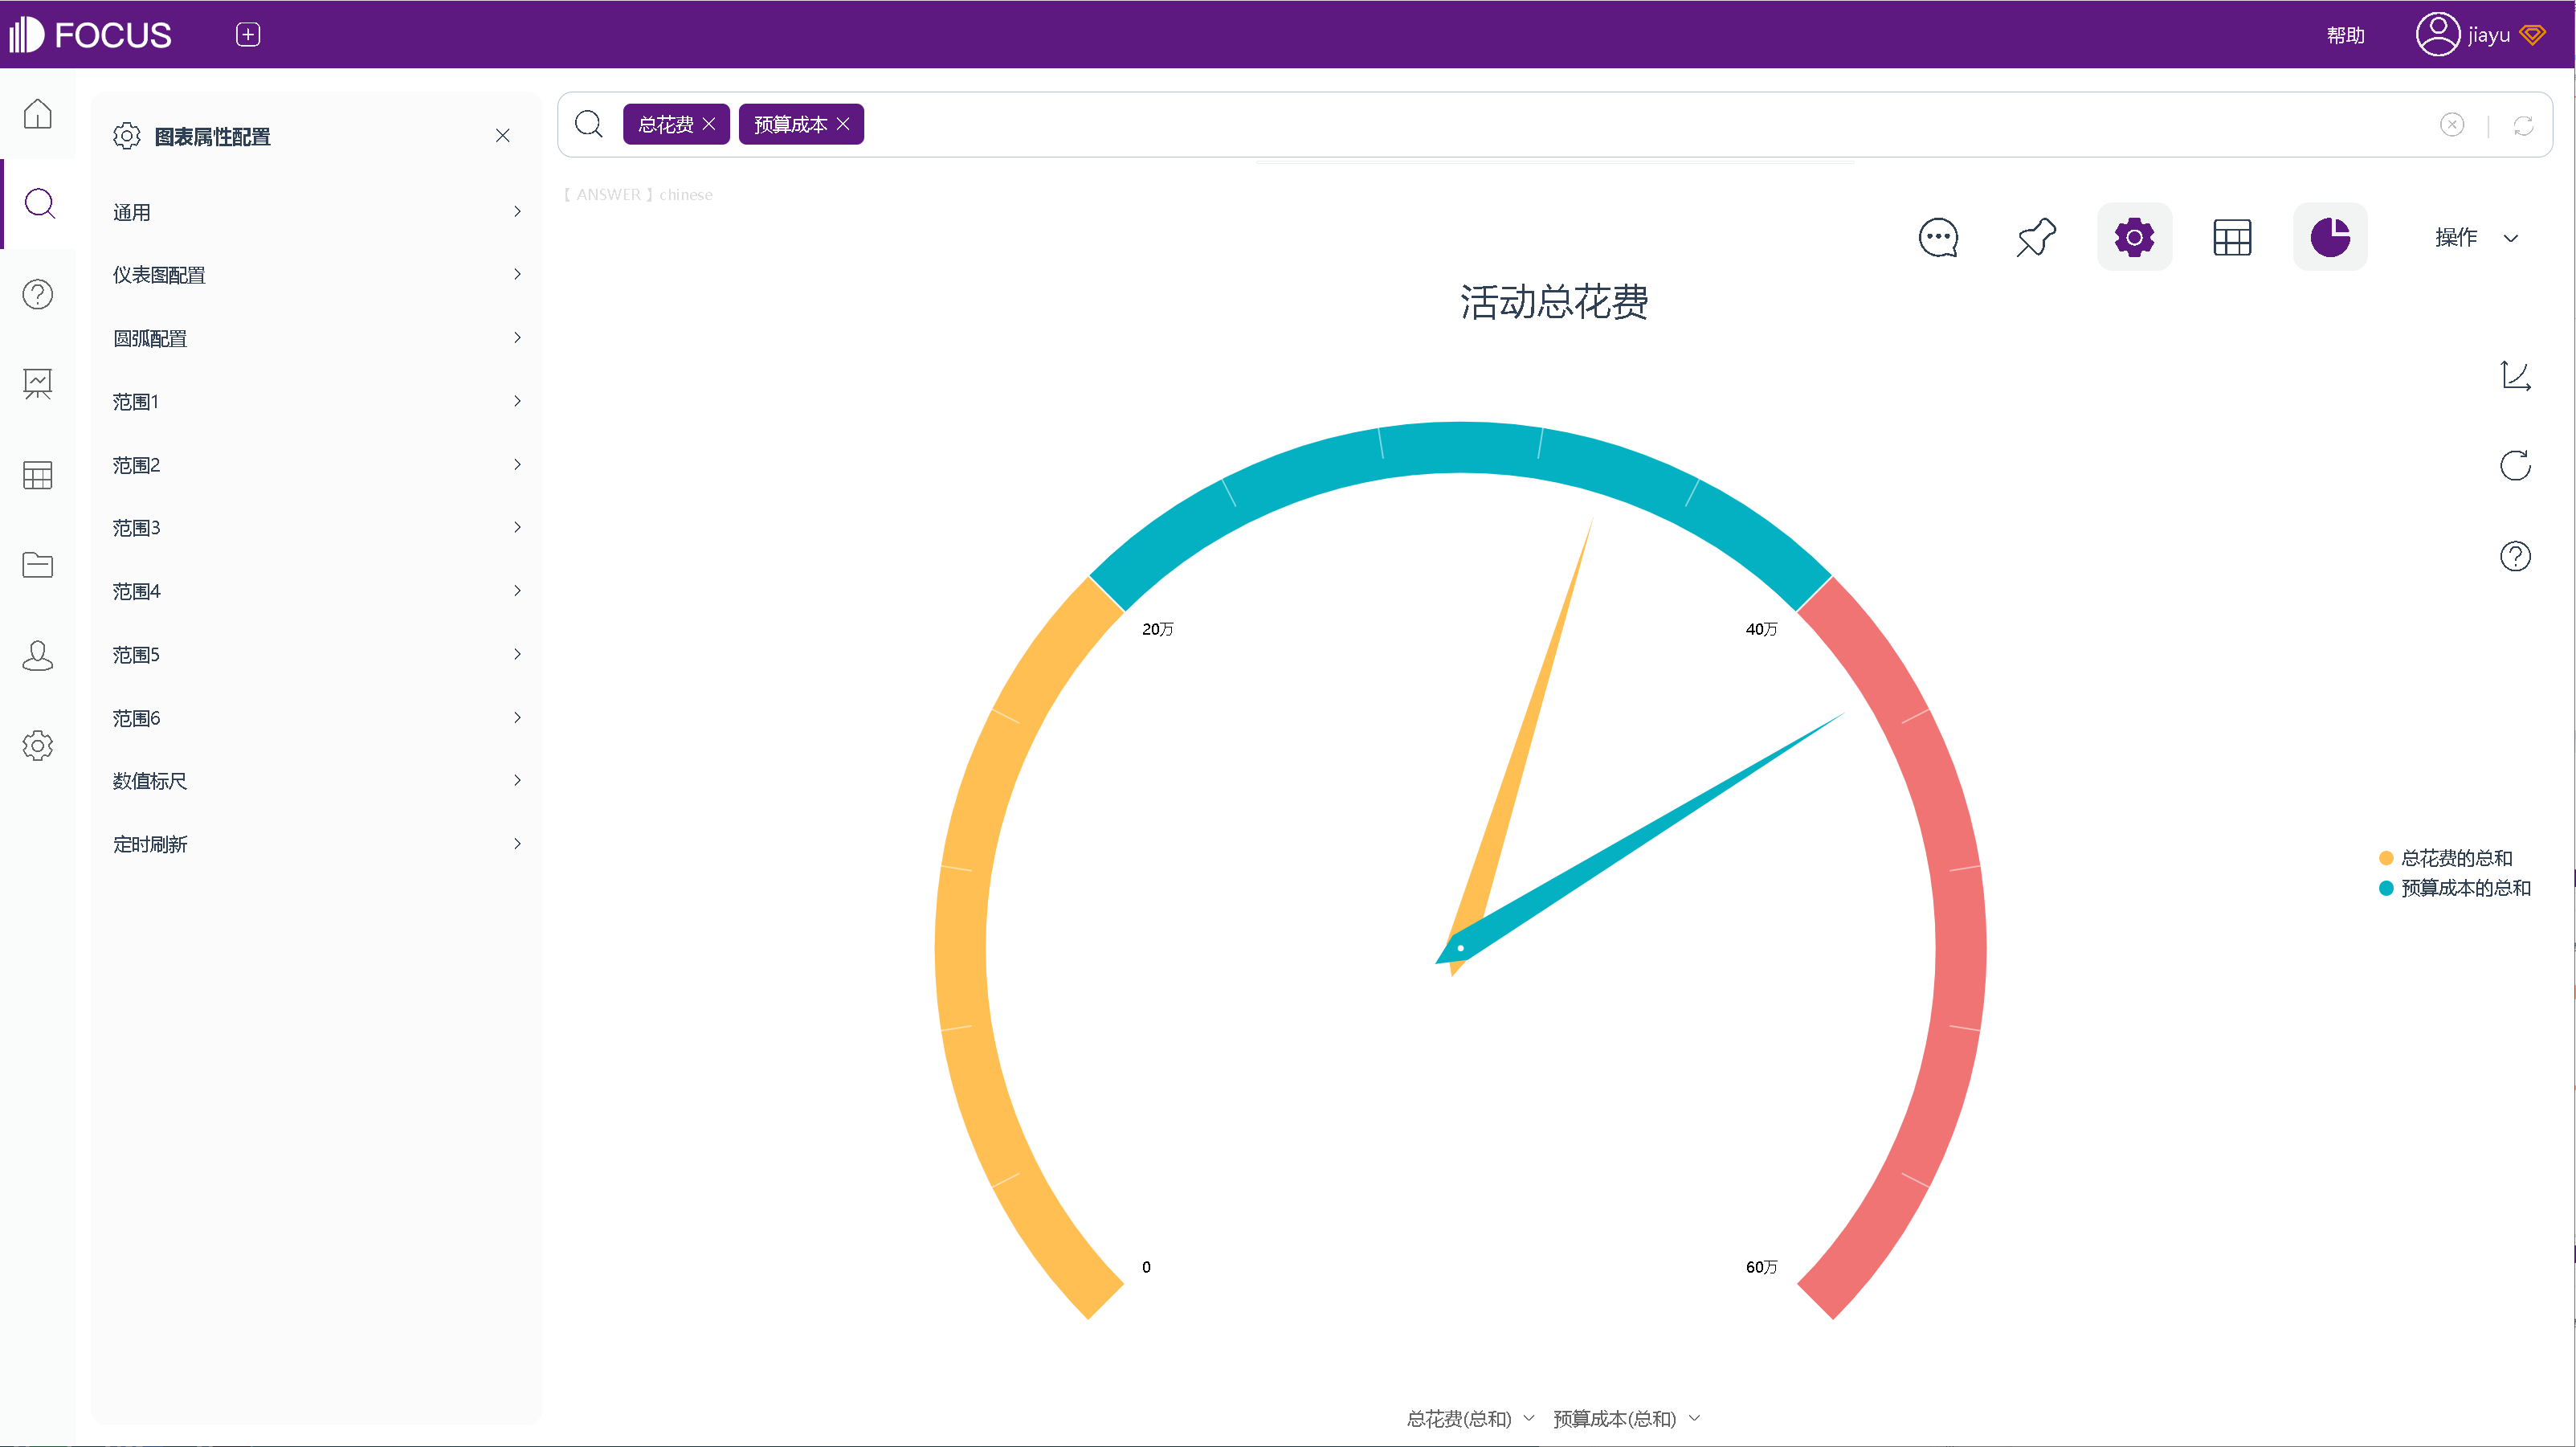 FOCUS
帮助
jiayu
图表属性配置
通用
仪表图配置
圆弧配置
范围1
范围2
范围3
范围4
范围5
范围6
数值标尺
定时刷新
总花费
预算成本
【 ANSWER 】chinese
操作
活动总花费
20万
40万
0
60万
总花费的总和
预算成本的总和
总花费(总和)
预算成本(总和)